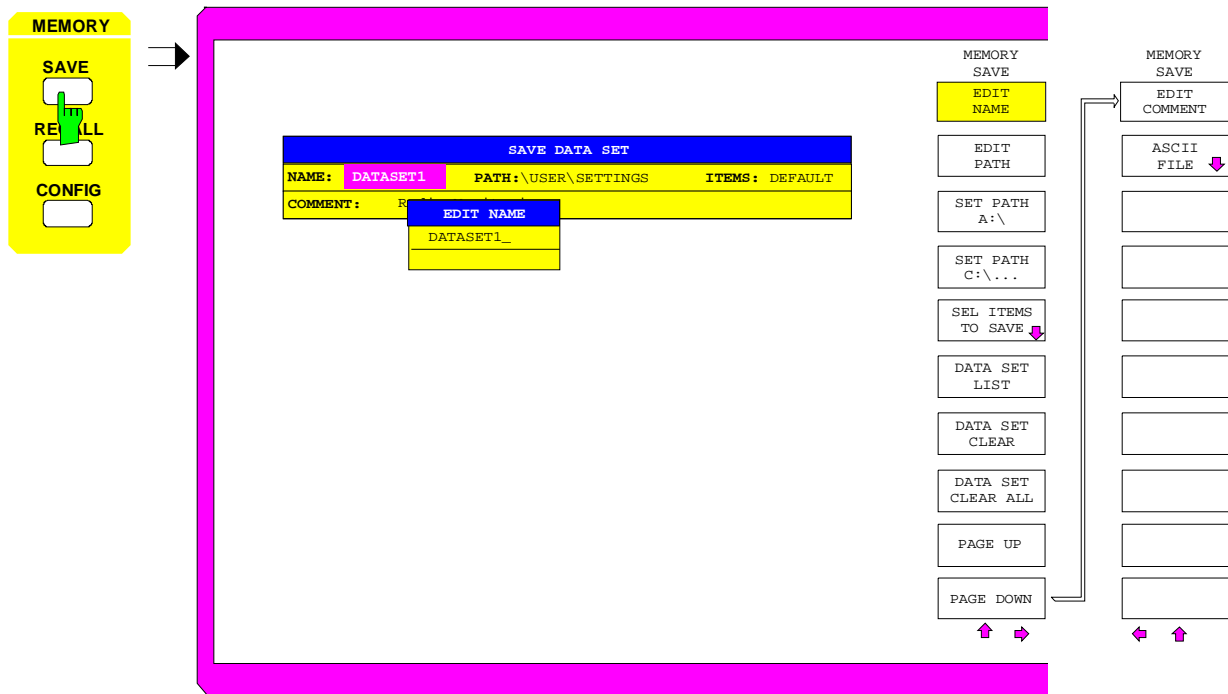 MEMORY
SAVE
RECALL
CONFIG
SAVE DATA SET
NAME: DATASET1 PATH:\USER\SETTINGS ITEMS: DEFAULT
COMMENT:
EDIT NAME
DATASET1_
MEMORY
SAVE
EDIT
NAME
EDIT
PATH
SET PATH
A:\
SET PATH
C:\...
SEL ITEMS
TO SAVE
DATA SET
LIST
DATA SET
CLEAR
DATA SET
CLEAR ALL
PAGE UP
PAGE DOWN
MEMORY
SAVE
EDIT
COMMENT
ASCII
FILE